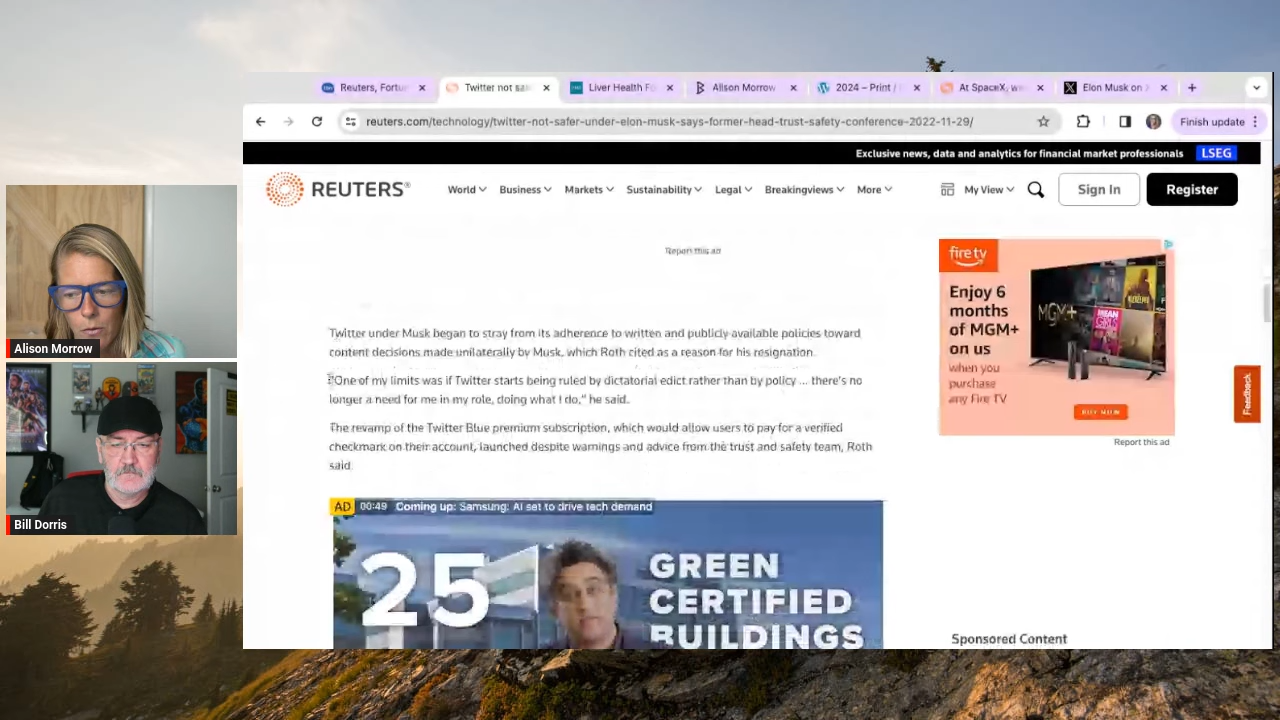 Reuters, Fortu
Twitter not sa
Liver Health F
Alison Morrow
2024 – Print /
At SpaceX, w
Elon Musk on
reuters.com/technology/twitter-not-safer-under-elon-musk-says-former-head-trust-safety-conference-2022-11-29/
Finish update
Exclusive news, data and analytics for financial market professionals LSEG
REUTERS®
World Business Markets Sustainability Legal Breakingviews More My View Sign In Register
Report this ad
Twitter under Musk began to stray from its adherence to written and publicly available policies toward
content decisions made unilaterally by Musk, which Roth cited as a reason for his resignation.
"One of my limits was if Twitter starts being ruled by dictatorial edict rather than by policy ... there's no
longer a need for me in my role, doing what I do," he said.
The revamp of the Twitter Blue premium subscription, which would allow users to pay for a verified
checkmark on their account, launched despite warnings and advice from the trust and safety team, Roth
said.
AD 00:49 Coming up: Samsung: AI set to drive tech demand
25
GREEN
CERTIFIED
BUILDINGS
fire tv
Enjoy 6
months
of MGM+
on us
when you
purchase
any Fire TV
BUY NOW
MGM+
MEAN
GIRLS
Report this ad
Feedback
Sponsored Content
Alison Morrow
Bill Dorris